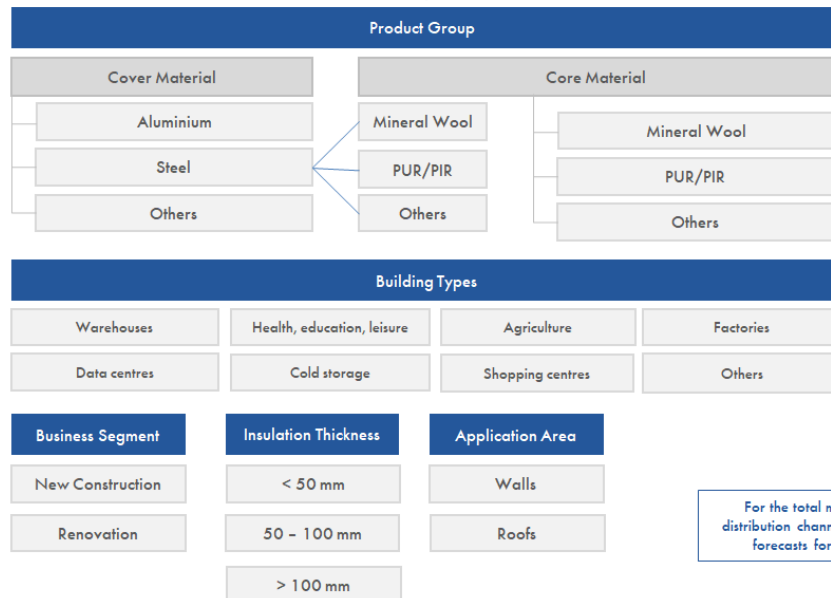 Product Group
Cover Material
Core Material
Aluminium
Mineral Wool
Mineral Wool
Steel
PUR/PIR
PUR/PIR
Others
Others
Others
Building Types
Warehouses
Health, education, leisure
Agriculture
Factories
Data centres
Cold storage
Shopping centres
Others
Business Segment
Insulation Thickness
Application Area
New Construction
< 50 mm
Walls
Renovation
50 – 100 mm
Roofs
> 100 mm
For the total
distribution
forecasts for